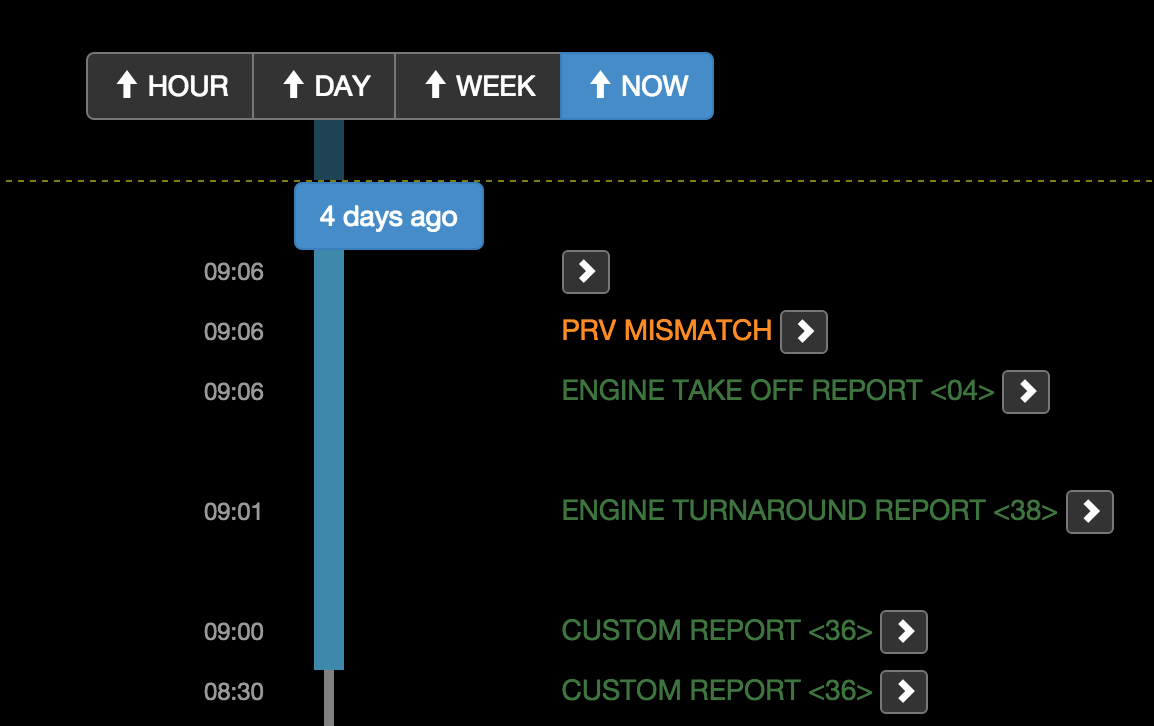 HOUR DAY WEEK NOW
4 days ago
09:06
09:06 PRV MISMATCH
09:06 ENGINE TAKE OFF REPORT <04>
09:01 ENGINE TURNAROUND REPORT <38>
09:00 CUSTOM REPORT <36>
08:30 CUSTOM REPORT <36>